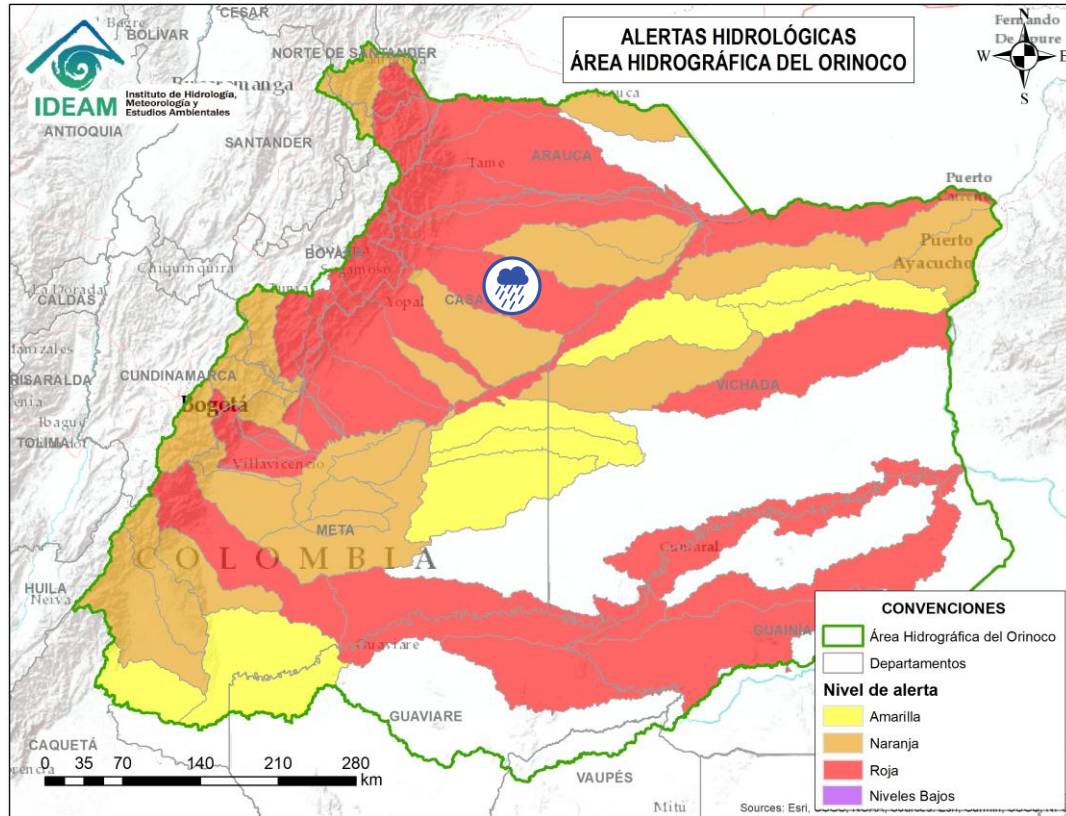 ALERTAS HIDROLÓGICAS
ÁREA HIDROGRÁFICA DEL ORINOCO
N
W
E
S
IDEAM
Instituto de Hidrología,
Meteorología y
Estudios Ambientales
CESAR
Bagre
BOLÍVAR
NORTE DE SANTANDER
ANTIOQUIA
SANTANDER
De Apure
Arauca
ARAUCA
Tame
Puerto
Carreño
Puerto
Ayacucho
BOYACÁ
Sogamoso
Chiquinquira
Tunja
La Dorada
CALDAS
Yopal
Manizales
RISARALDA
CUNDINAMARCA
Bogotá
VICHADA
Ibagué
TOLIMA
Villavicencio
META
Cumaral
COLOMBIA
HUILA
Neiva
GUAINÍA
Guaviare
GUAVIARE
CAQUETÁ
VAUPÉS
Mitú
0 35 70 140 210 280
km
CONVENCIONES
Área Hidrográfica del Orinoco
Departamentos
Nivel de alerta
Amarilla
Naranja
Roja
Niveles Bajos
Sources: Esri,